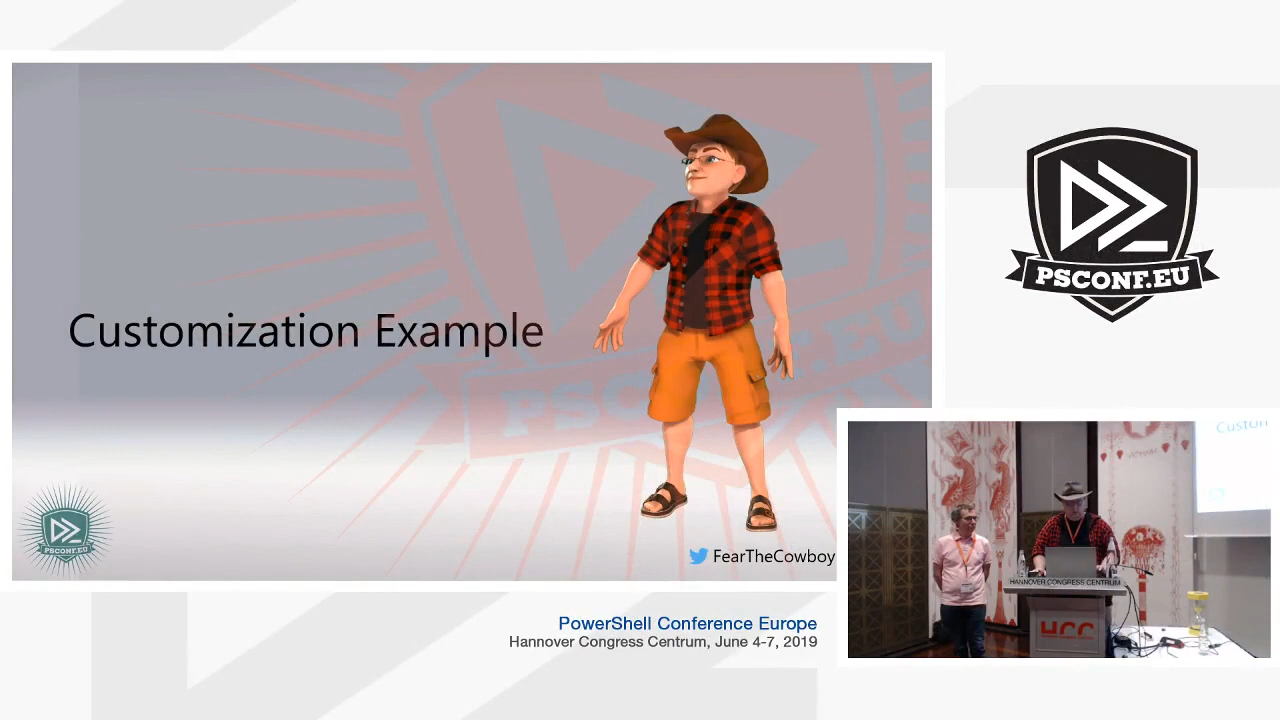 Customization Example
PSCONF.EU
FearTheCowboy
PSCONF.EU
PowerShell Conference Europe
Hannover Congress Centrum, June 4-7, 2019
Custom
HANNOVER CONGRESS CENTRUM
HCC